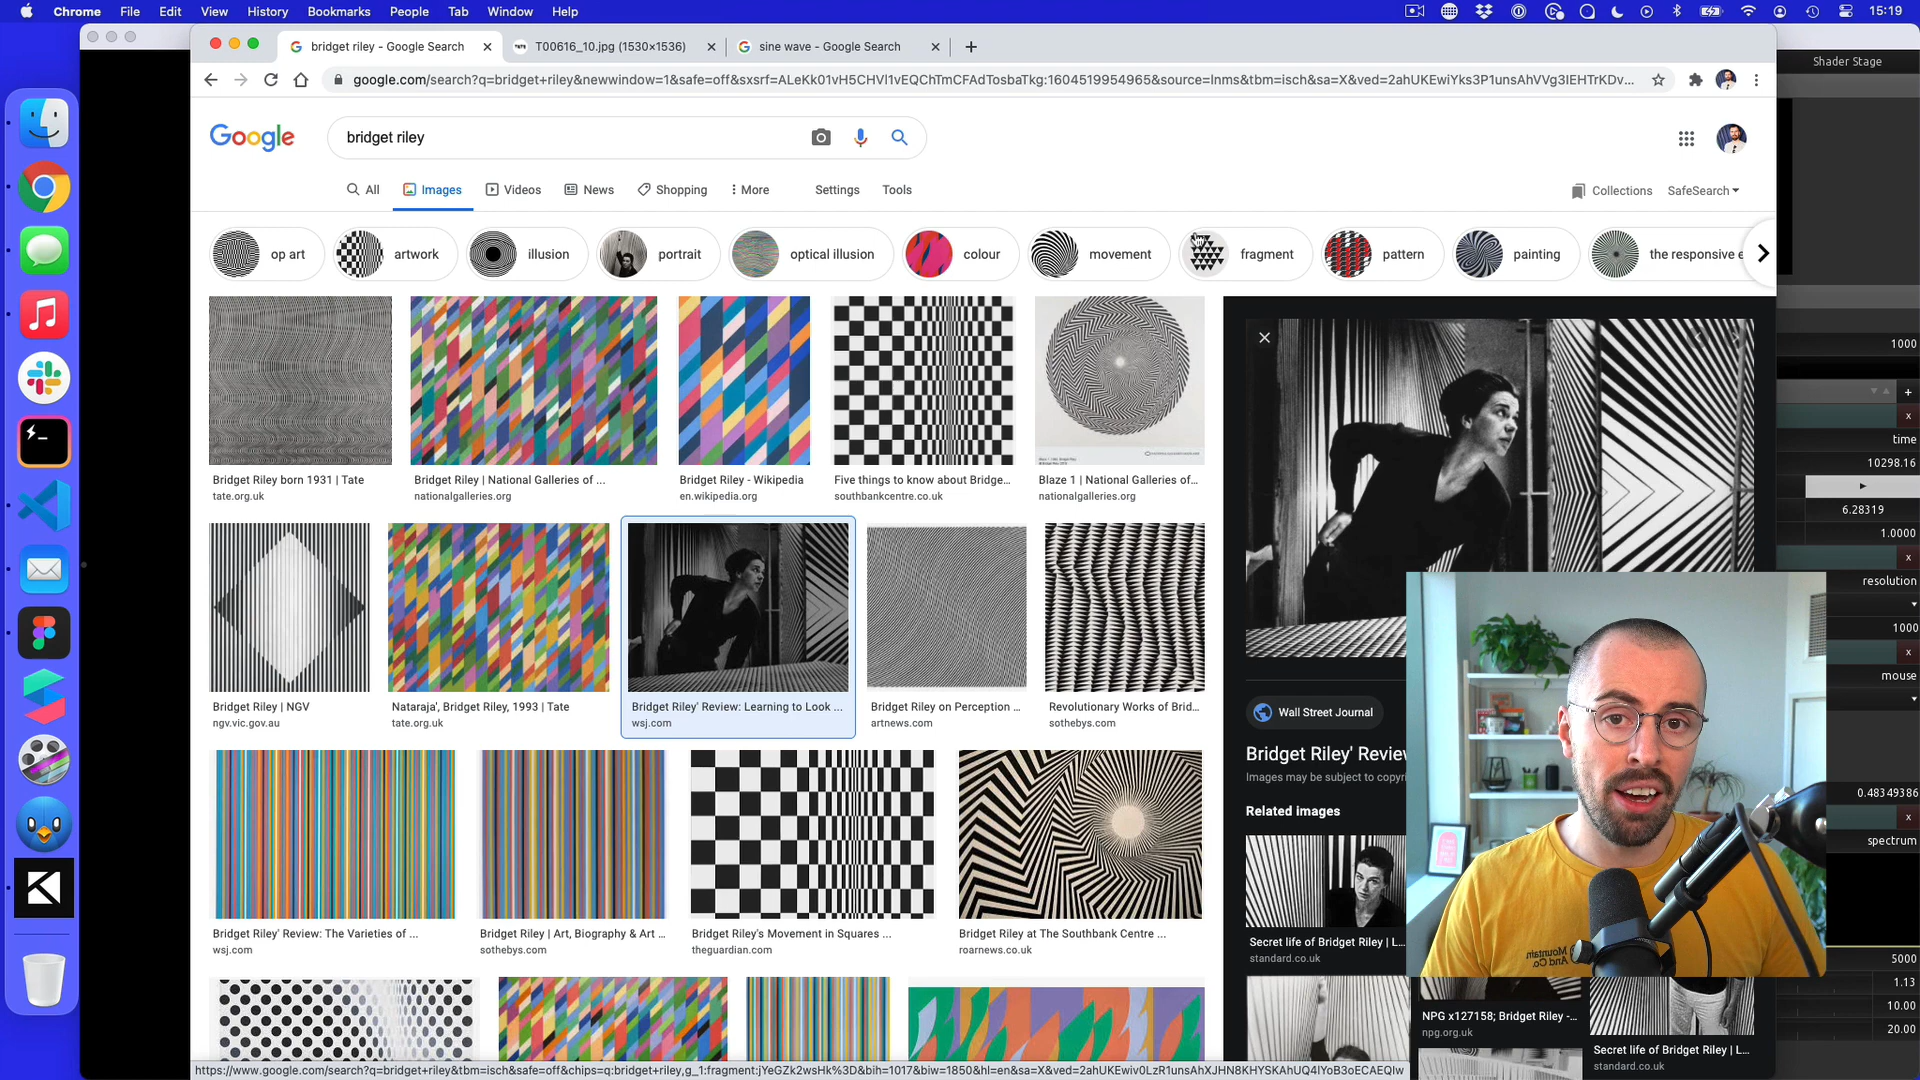 Chrome File Edit View History Bookmarks People Tab Window Help 15:19
bridget riley - Google Search
T00616_10.jpg (1530×1536)
sine wave - Google Search
Shader Stage
google.com/search?q=bridget+riley&newwindow=1&safe=off&sxsrf=ALeKk01vH5CHVl1vEQChTmCFAdTosbaTkg:1604519954965&source=lnms&tbm=isch&sa=X&ved=2ahUKEwiYks3P1unsAhVVg3IEHTrKDv...
Google
bridget riley
All Images Videos News Shopping More Settings Tools
Collections SafeSearch
op art
artwork
illusion
portrait
optical illusion
colour
movement
fragment
pattern
painting
the responsive e
Bridget Riley born 1931 | Tate
tate.org.uk
Bridget Riley | National Galleries of ...
nationalgalleries.org
Bridget Riley - Wikipedia
en.wikipedia.org
Five things to know about Bridge...
southbankcentre.co.uk
Blaze 1 | National Galleries of...
nationalgalleries.org
Bridget Riley | NGV
ngv.vic.gov.au
Nataraja', Bridget Riley, 1993 | Tate
tate.org.uk
Bridget Riley' Review: Learning to Look ...
wsj.com
Bridget Riley on Perception ...
artnews.com
Revolutionary Works of Brid...
sothebys.com
Bridget Riley' Review: The Varieties of ...
wsj.com
Bridget Riley | Art, Biography & Art ...
sothebys.com
Bridget Riley's Movement in Squares ...
theguardian.com
Bridget Riley at The Southbank Centre ...
roarnews.co.uk
Wall Street Journal
Bridget Riley' Review
Images may be subject to copyri
Related images
Secret life of Bridget Riley | L...
standard.co.uk
NPG x127158; Bridget Riley -...
npg.org.uk
Secret life of Bridget Riley | L...
standard.co.uk
1000
+
x
time
10298.16
6.28319
1.0000
x
resolution
1000
x
mouse
0.48349386
x
spectrum
5000
1.13
10.00
20.00
Mountain
And Co.
https://www.google.com/search?q=bridget+riley&tbm=isch&safe=off&chips=q:bridget+riley,g_1:fragment:jYeGZk2wsHk%3D&bih=1017&biw=1850&hl=en&sa=X&ved=2ahUKEwiv0LzR1unsAhXJHN8KHYSKAhUQ4lYoB3oECAEQIw